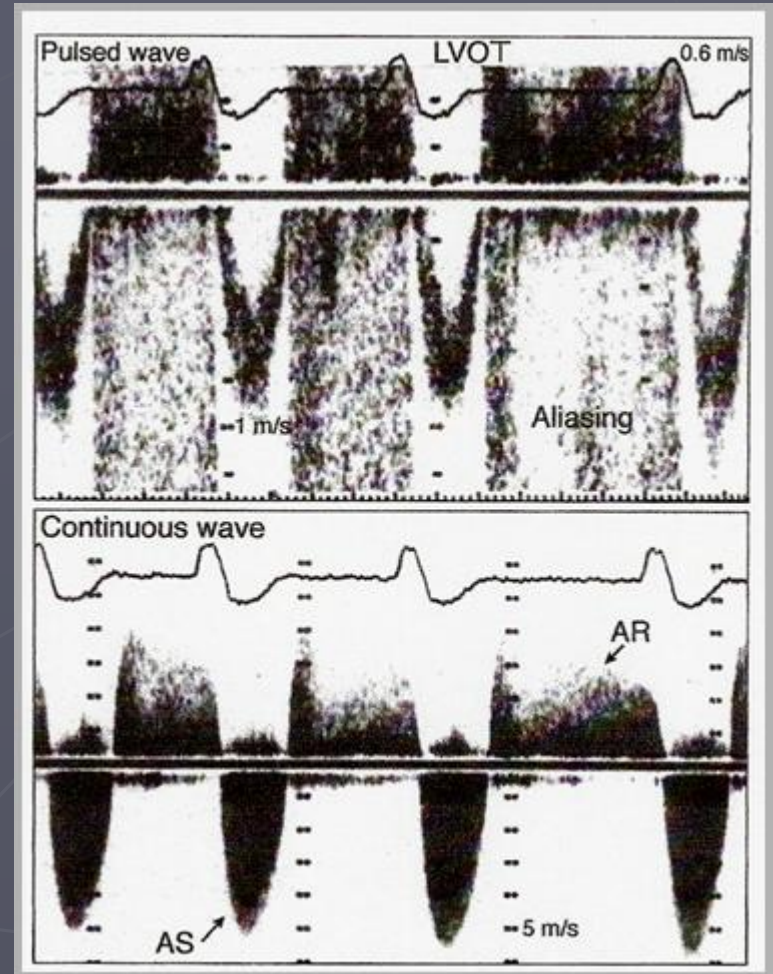 Pulsed wave LVOT 0.6 m/s
1 m/s
Aliasing
Continuous wave
AR
AS
5 m/s